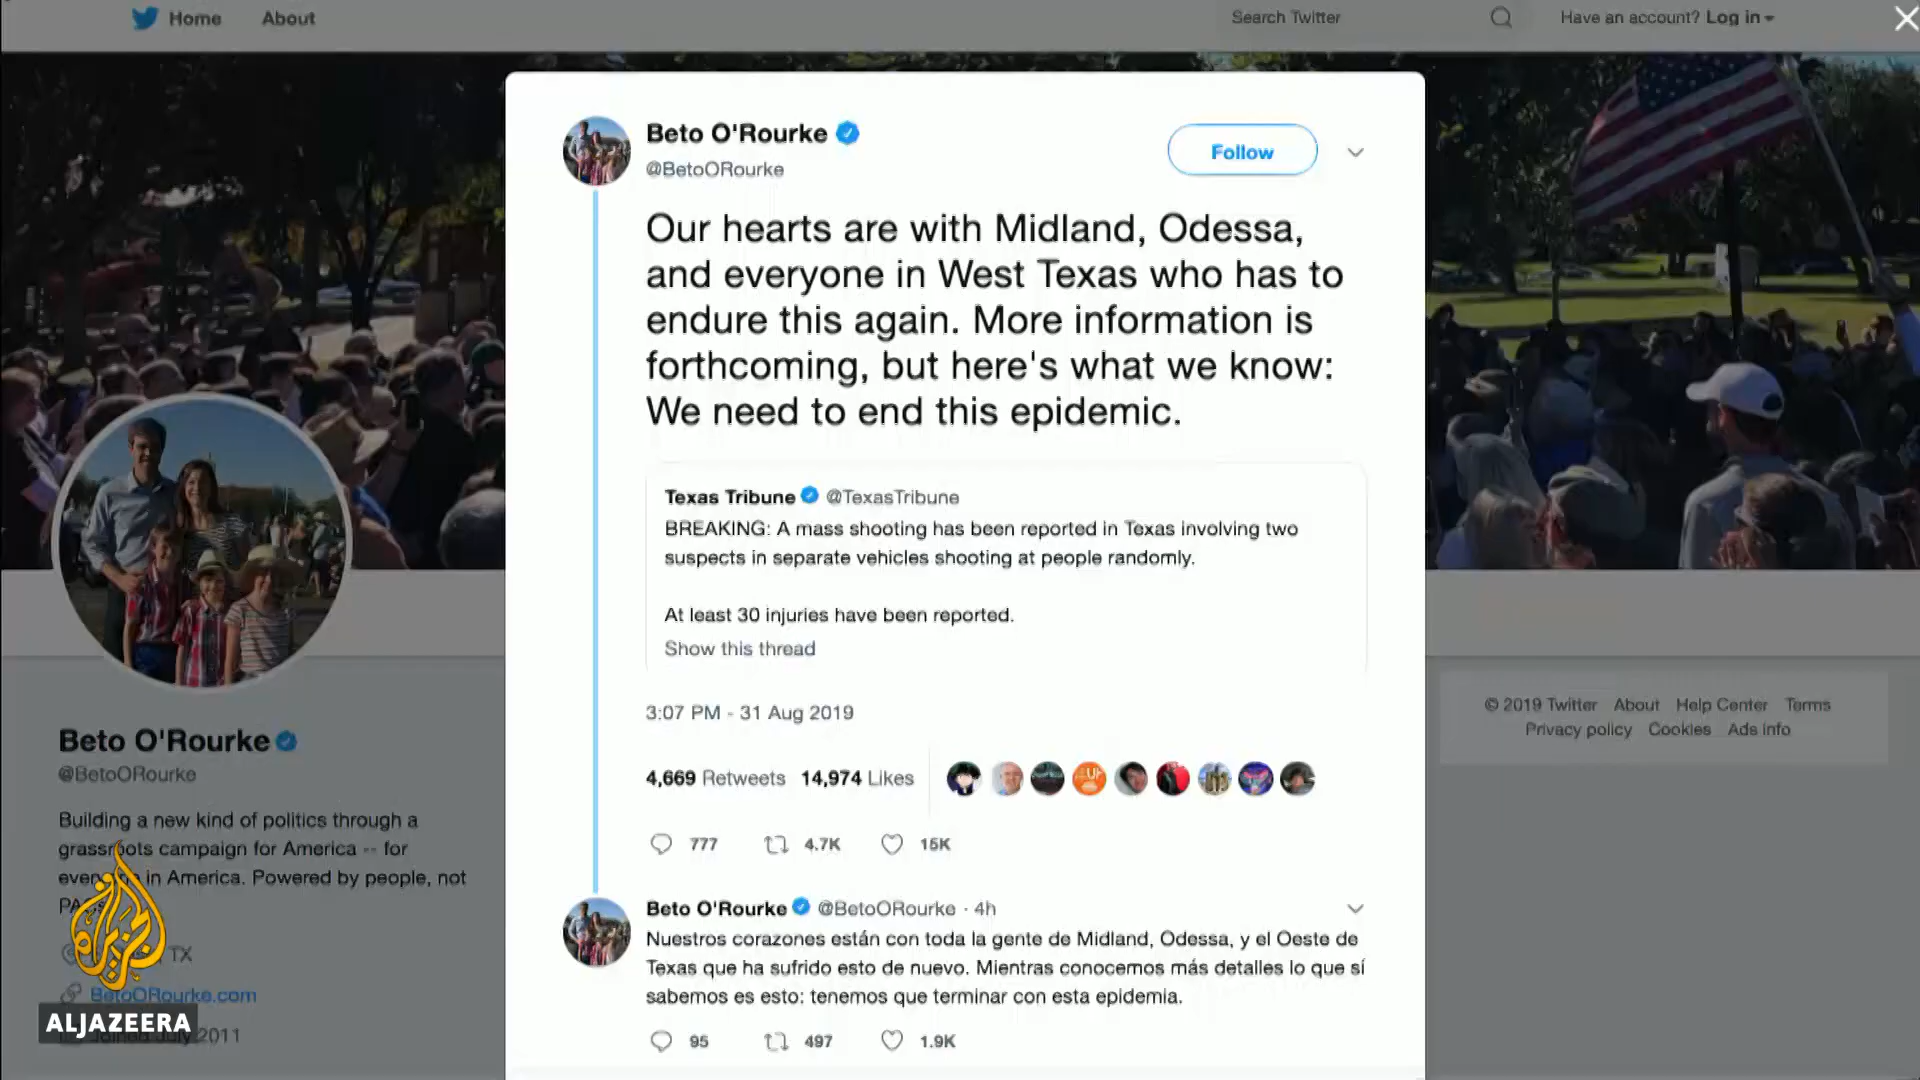 Home About
Search Twitter
Have an account? Log in
Beto O'Rourke
@BetoORourke
Follow
Our hearts are with Midland, Odessa,
and everyone in West Texas who has to
endure this again. More information is
forthcoming, but here's what we know:
We need to end this epidemic.
Texas Tribune @TexasTribune
BREAKING: A mass shooting has been reported in Texas involving two
suspects in separate vehicles shooting at people randomly.
At least 30 injuries have been reported.
Show this thread
3:07 PM - 31 Aug 2019
4,669 Retweets 14,974 Likes
777 4.7K 15K
Beto O'Rourke @BetoORourke · 4h
Nuestros corazones están con toda la gente de Midland, Odessa, y el Oeste de
Texas que ha sufrido esto de nuevo. Mientras conocemos más detalles lo que sí
sabemos es esto: tenemos que terminar con esta epidemia.
95 497 1.9K
Beto O'Rourke
@BetoORourke
Building a new kind of politics through a
grassroots campaign for America -- for
everyone in America. Powered by people, not
TX
BetoORourke.com
Joined July 2011
ALJAZEERA
© 2019 Twitter About Help Center Terms
Privacy policy Cookies Ads info